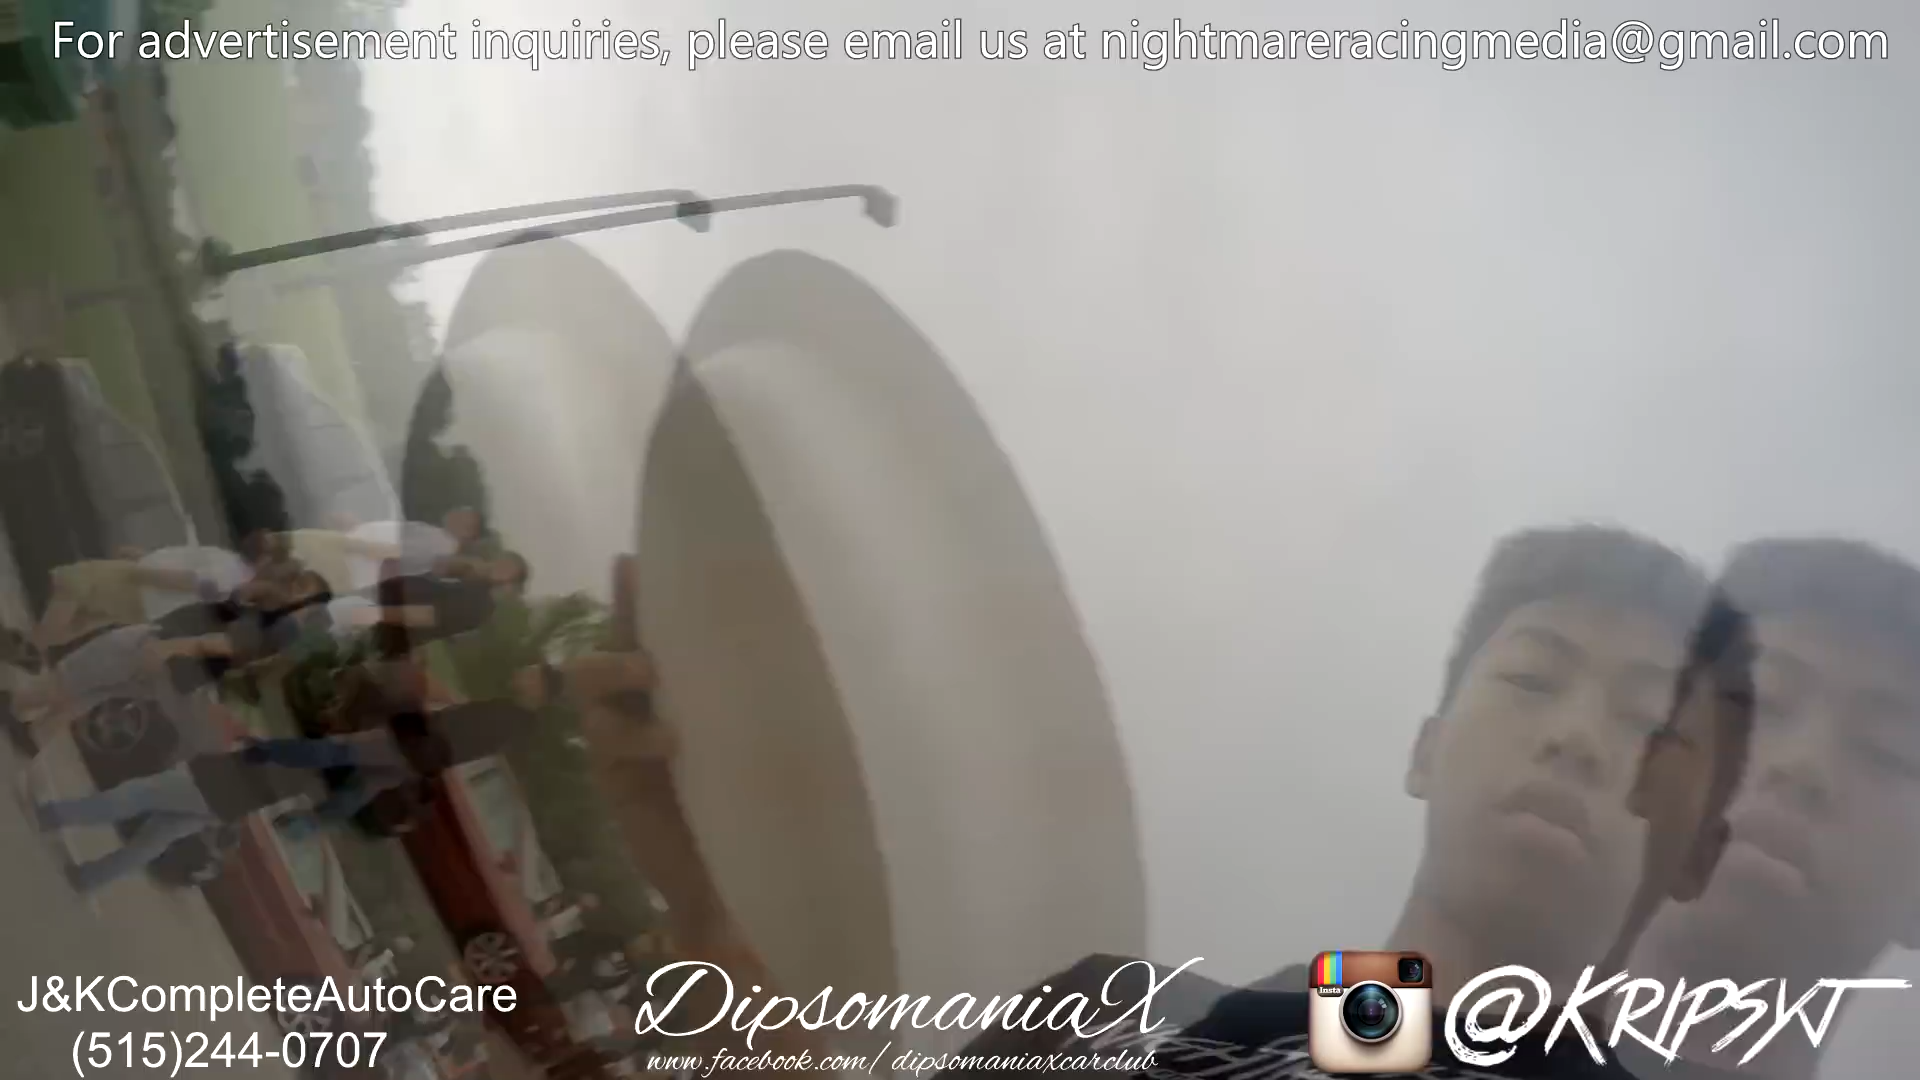 For advertisement inquiries, please email us at nightmareracingmedia@gmail.com
J&KCompleteAutoCare
(515)244-0707
DipsomaniaX
www.facebook.com/dipsomaniaxcarclub
Insta
@KRIPSYJ